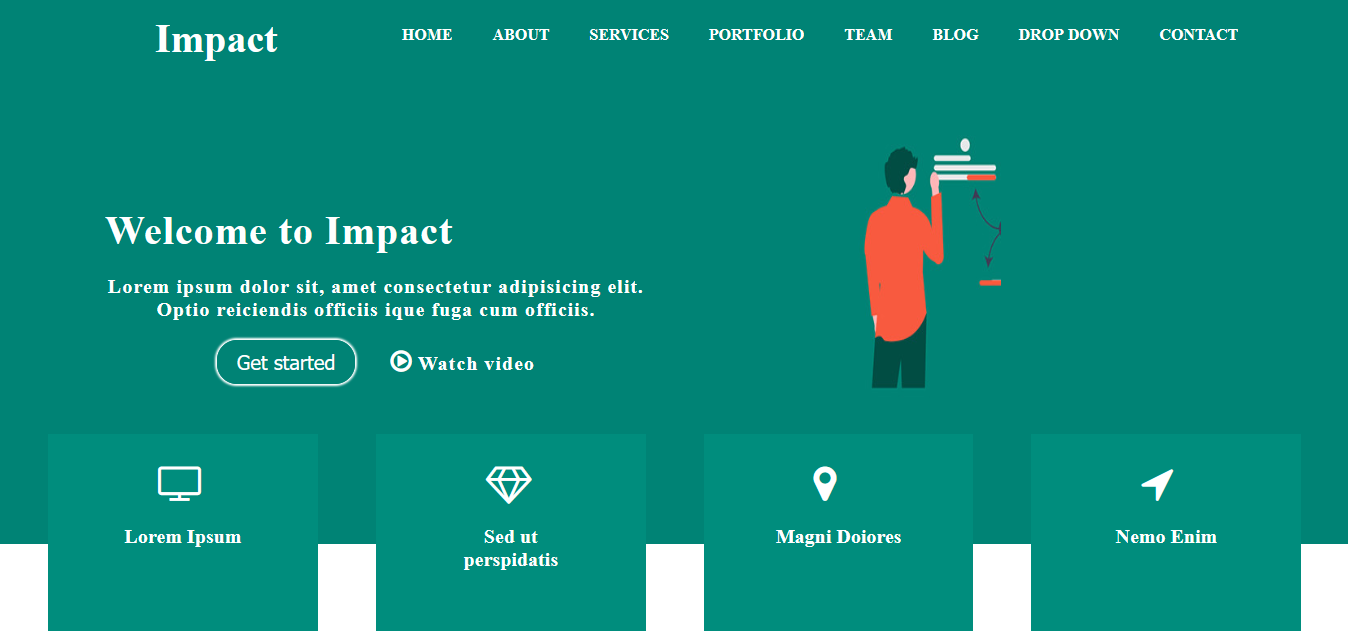 Impact
HOME ABOUT SERVICES PORTFOLIO TEAM BLOG DROP DOWN CONTACT
Welcome to Impact
Lorem ipsum dolor sit, amet consectetur adipisicing elit.
Optio reiciendis officiis ique fuga cum officiis.
Get started
Watch video
Lorem Ipsum
Sed ut
perspidatis
Magni Doiores
Nemo Enim